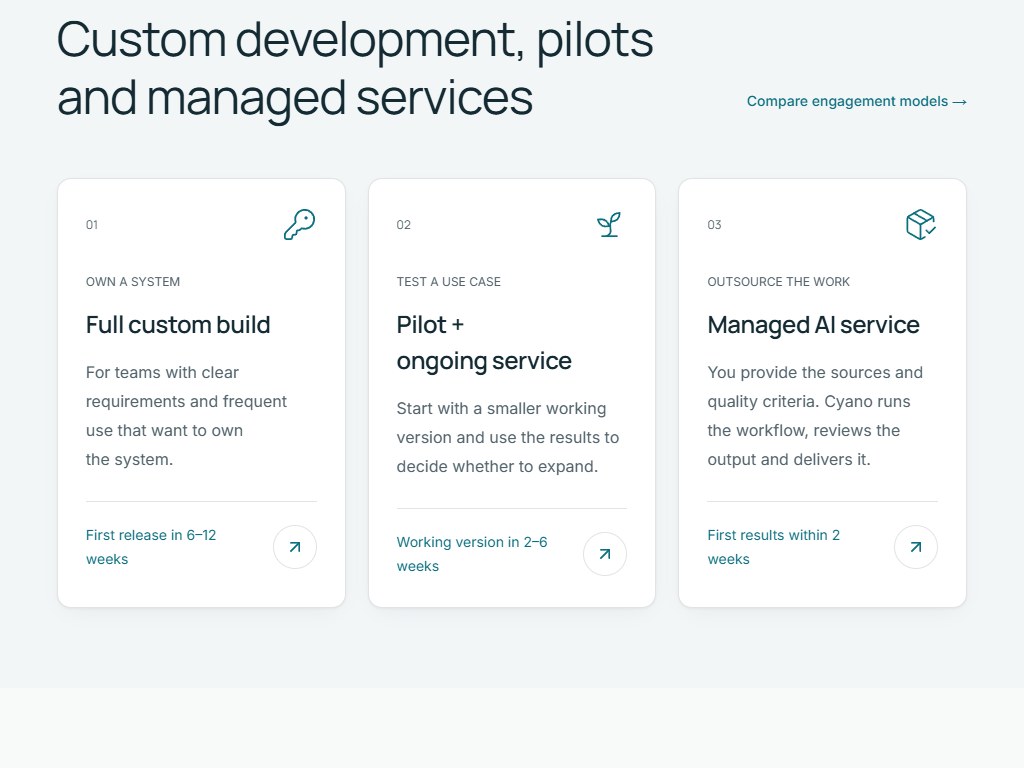 Custom development, pilots
and managed services
Compare engagement models →
01
OWN A SYSTEM
Full custom build
For teams with clear
requirements and frequent
use that want to own
the system.
First release in 6–12
weeks
02
TEST A USE CASE
Pilot +
ongoing service
Start with a smaller working
version and use the results to
decide whether to expand.
Working version in 2–6
weeks
03
OUTSOURCE THE WORK
Managed AI service
You provide the sources and
quality criteria. Cyano runs
the workflow, reviews the
output and delivers it.
First results within 2
weeks